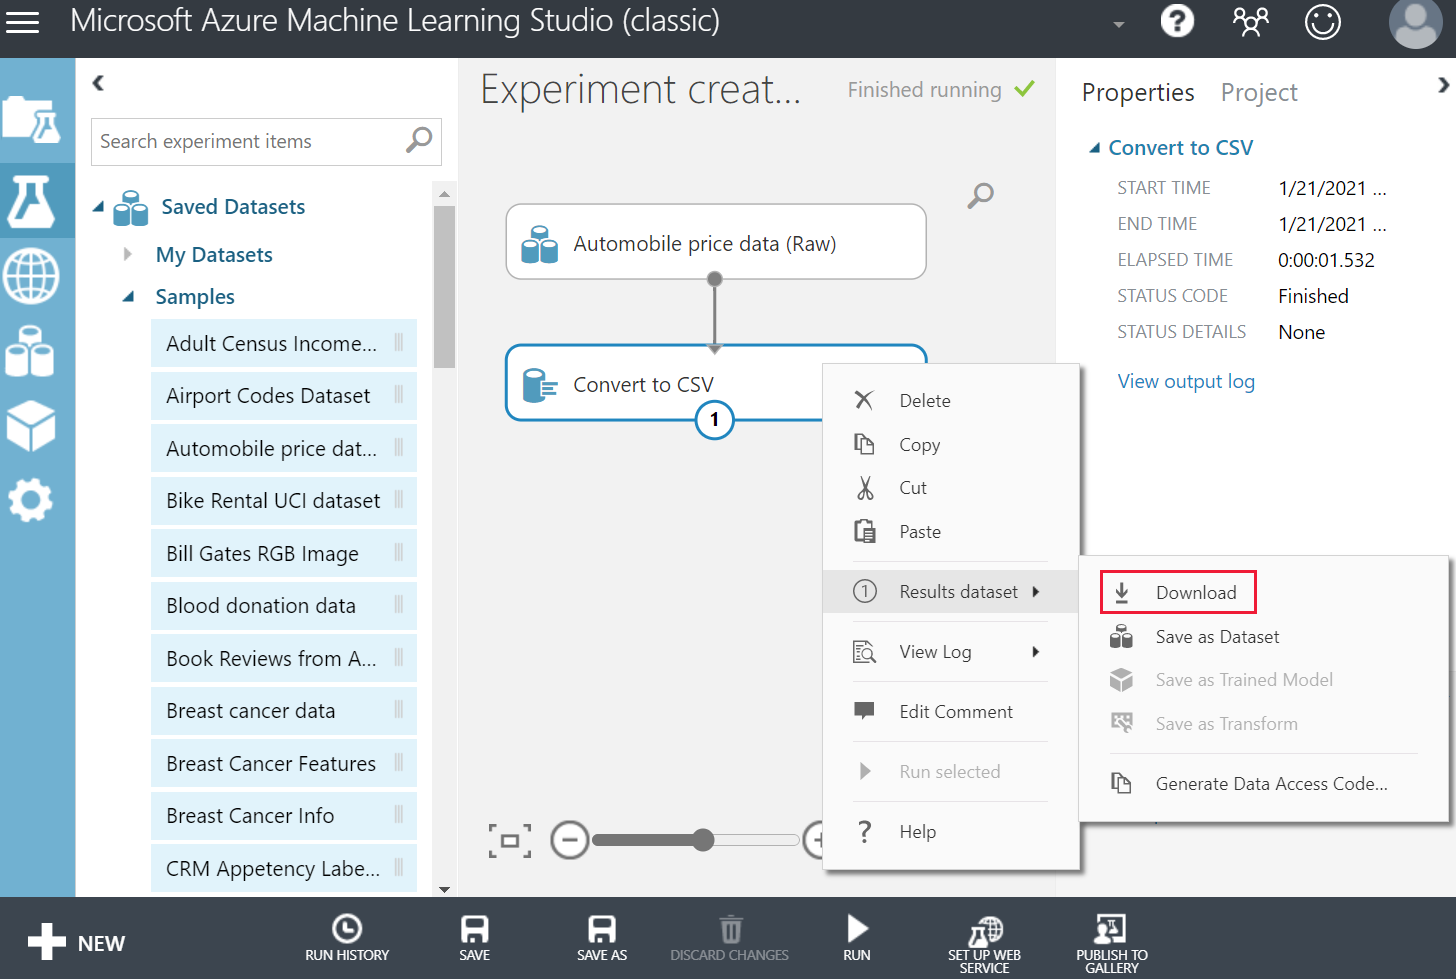 Microsoft Azure Machine Learning Studio (classic)
Search experiment items
Saved Datasets
My Datasets
Samples
Adult Census Income...
Airport Codes Dataset
Automobile price dat...
Bike Rental UCI dataset
Bill Gates RGB Image
Blood donation data
Book Reviews from A...
Breast cancer data
Breast Cancer Features
Breast Cancer Info
CRM Appetency Labe...
Experiment creat...
Finished running
Automobile price data (Raw)
Convert to CSV
1
Delete
Copy
Cut
Paste
1 Results dataset
View Log
Edit Comment
Run selected
? Help
Download
Save as Dataset
Save as Trained Model
Save as Transform
Generate Data Access Code...
Properties Project
Convert to CSV
START TIME 1/21/2021 ...
END TIME 1/21/2021 ...
ELAPSED TIME 0:00:01.532
STATUS CODE Finished
STATUS DETAILS None
View output log
NEW
RUN HISTORY
SAVE
SAVE AS
DISCARD CHANGES
RUN
SET UP WEB
SERVICE
PUBLISH TO
GALLERY